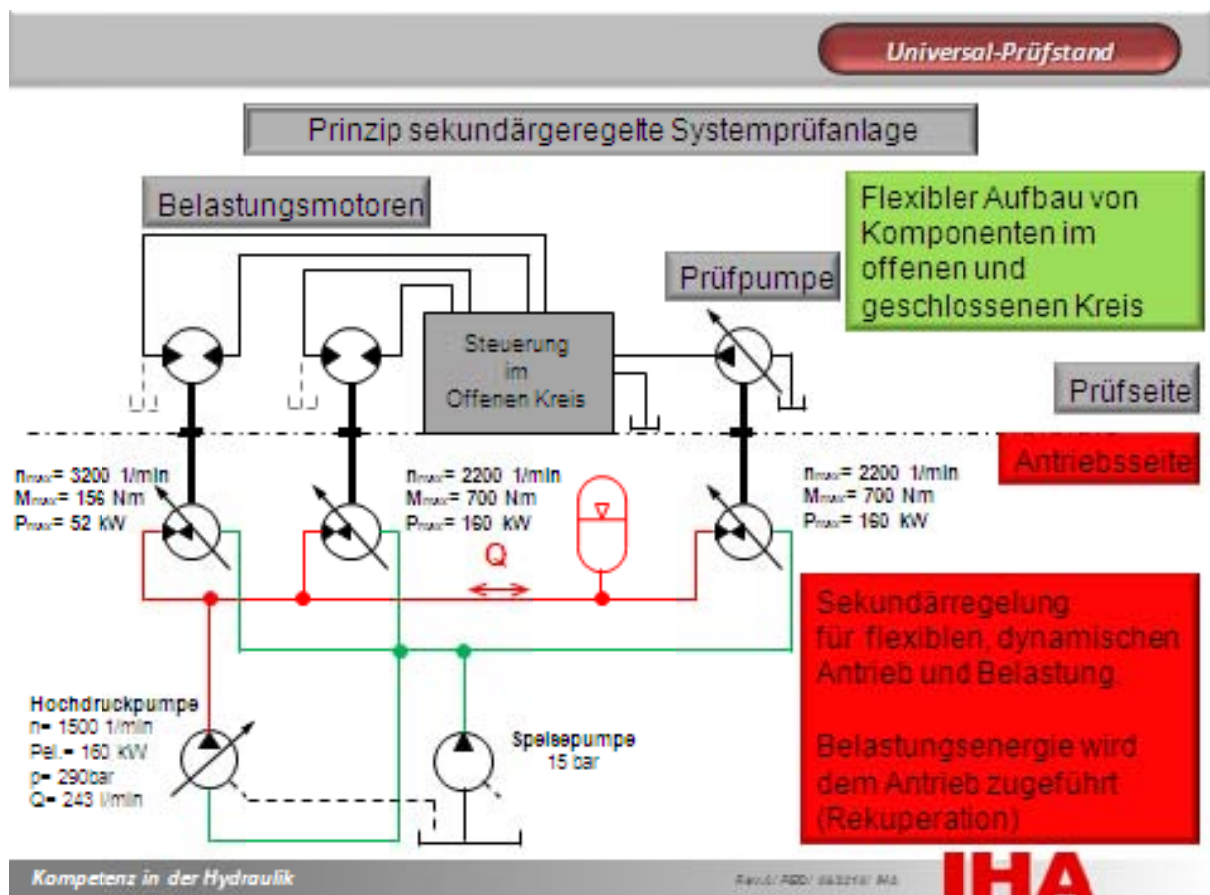 Universal-Prüfstand
Prinzip sekundärgeregelte Systemprüfanlage
Belastungsmotoren
Flexibler Aufbau von
Komponenten im
offenen und
geschlossenen Kreis
Prüfpumpe
Steuerung
im
Offenen Kreis
Prüfseite
Antriebsseite
nmax= 3200 1/min
Mmax= 156 Nm
Pmax= 52 kW
nmax= 2200 1/min
Mmax= 700 Nm
Pmax= 160 kW
nmax= 2200 1/min
Mmax= 700 Nm
Pmax= 160 kW
Q
Sekundärregelung
für flexiblen, dynamischen
Antrieb und Belastung.
Belastungsenergie wird
dem Antrieb zugeführt
(Rekuperation)
Hochdruckpumpe
n= 1500 1/min
Pel.= 160 kW
p= 290bar
Q= 243 l/min
Speisepumpe
15 bar
Kompetenz in der Hydraulik
IHA